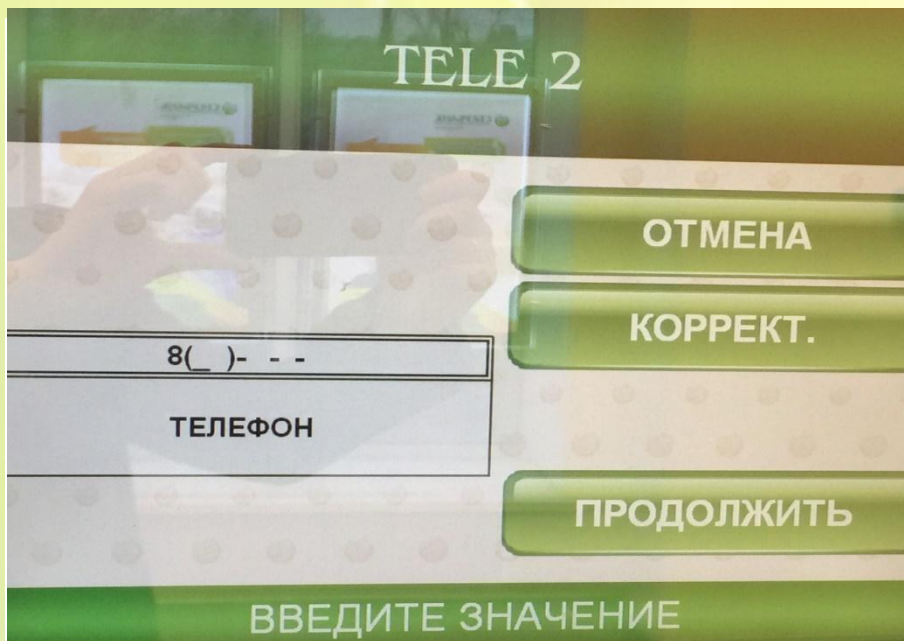 TELE 2
ОТМЕНА
КОРРЕКТ.
8(_ )- - -
ТЕЛЕФОН
ПРОДОЛЖИТЬ
ВВЕДИТЕ ЗНАЧЕНИЕ